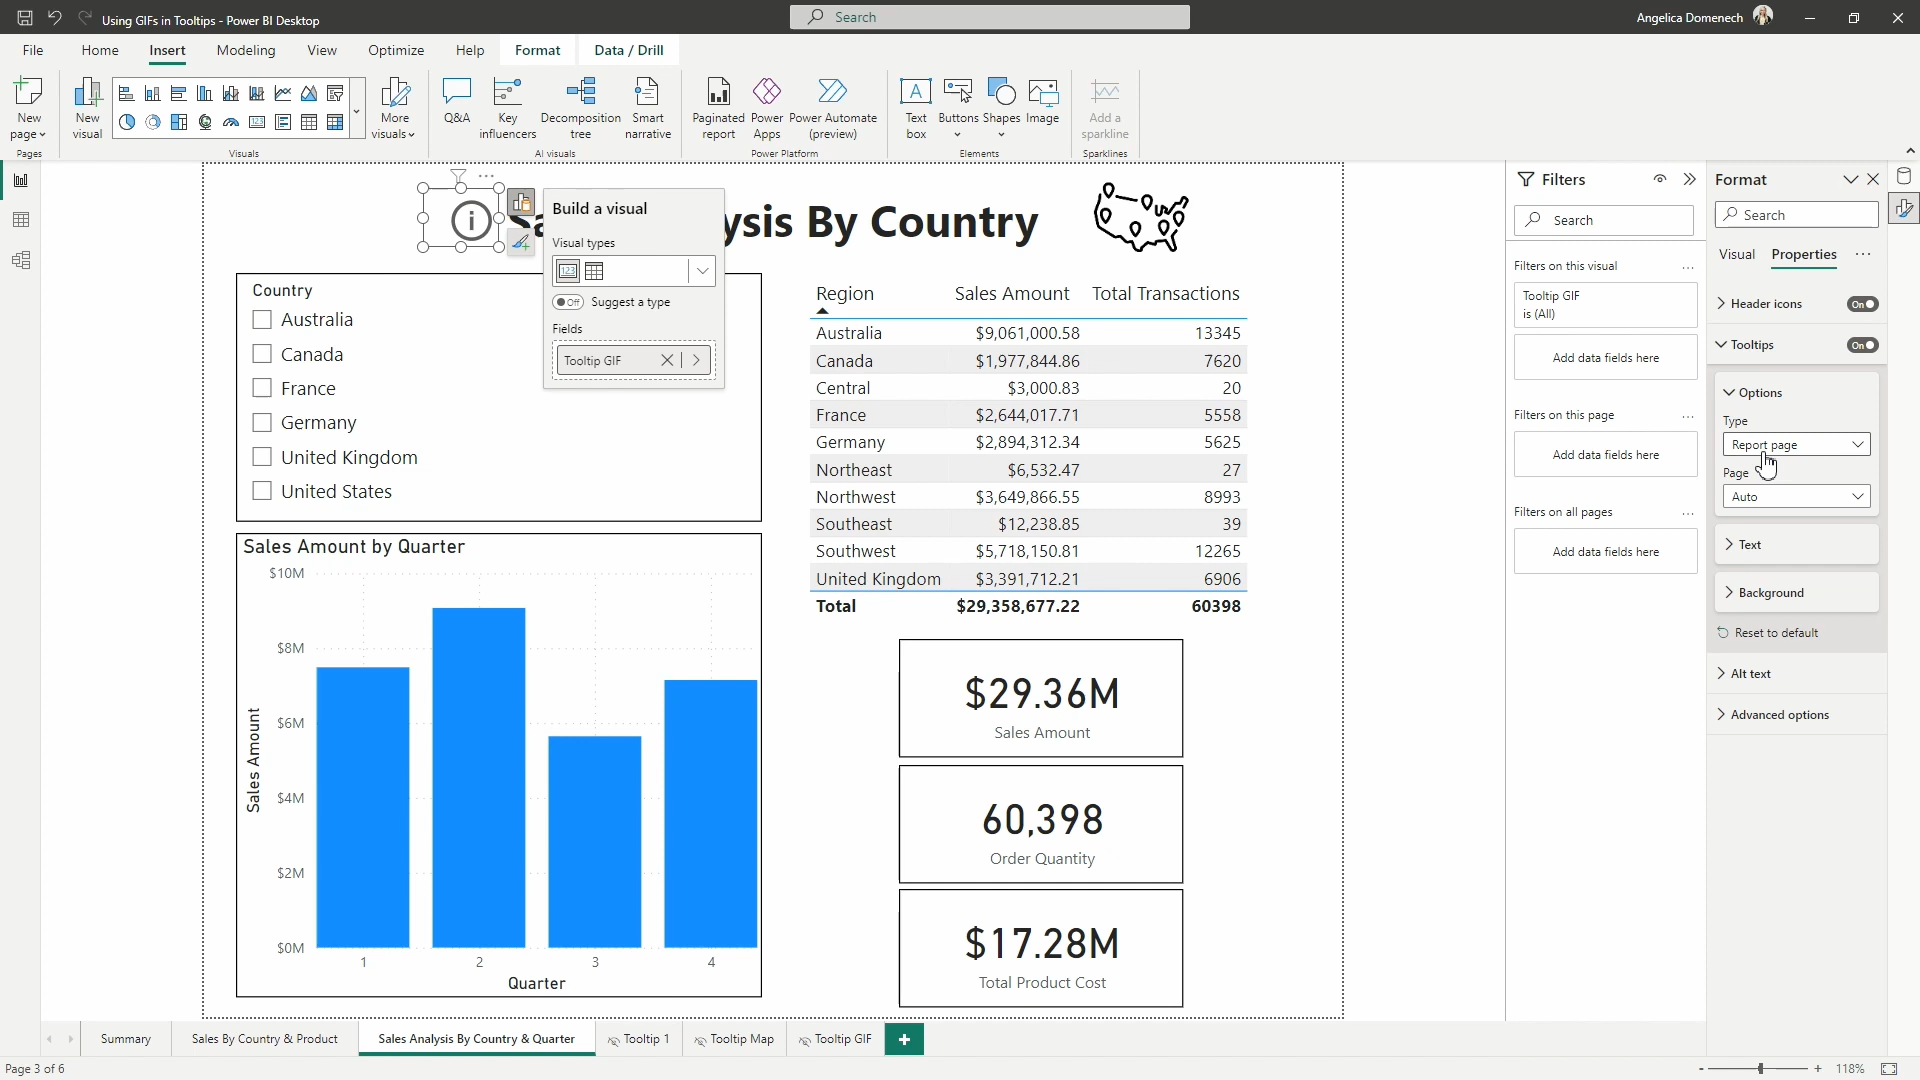 Using GIFs in Tooltips - Power BI Desktop
Search
Angelica Domenech
File
Home
Insert
Modeling
View
Optimize
Help
Format
Data / Drill
New
page
Pages
New
visual
Visuals
More
visuals
Q&A
Key
influencers
Decomposition
tree
Smart
narrative
AI visuals
Paginated
report
Power
Apps
Power Automate
(preview)
Power Platform
Text
box
Buttons
Shapes
Image
Elements
Add a
sparkline
Sparklines
ysis By Country
Build a visual
Visual types
123
Off
Suggest a type
Fields
Tooltip GIF
Country
Australia
Canada
France
Germany
United Kingdom
United States
Region Sales Amount Total Transactions
Australia $9,061,000.58 13345
Canada $1,977,844.86 7620
Central $3,000.83 20
France $2,644,017.71 5558
Germany $2,894,312.34 5625
Northeast $6,532.47 27
Northwest $3,649,866.55 8993
Southeast $12,238.85 39
Southwest $5,718,150.81 12265
United Kingdom $3,391,712.21 6906
Total $29,358,677.22 60398
Sales Amount by Quarter
$10M
$8M
$6M
$4M
$2M
$0M
Sales Amount
1 2 3 4
Quarter
$29.36M
Sales Amount
60,398
Order Quantity
$17.28M
Total Product Cost
Filters
Search
Filters on this visual
Tooltip GIF
is (All)
Add data fields here
Filters on this page
Add data fields here
Filters on all pages
Add data fields here
Format
Search
Visual
Properties
Header icons
On
Tooltips
On
Options
Type
Report page
Page
Auto
Text
Background
Reset to default
Alt text
Advanced options
Summary
Sales By Country & Product
Sales Analysis By Country & Quarter
Tooltip 1
Tooltip Map
Tooltip GIF
+
Page 3 of 6
- + 118%